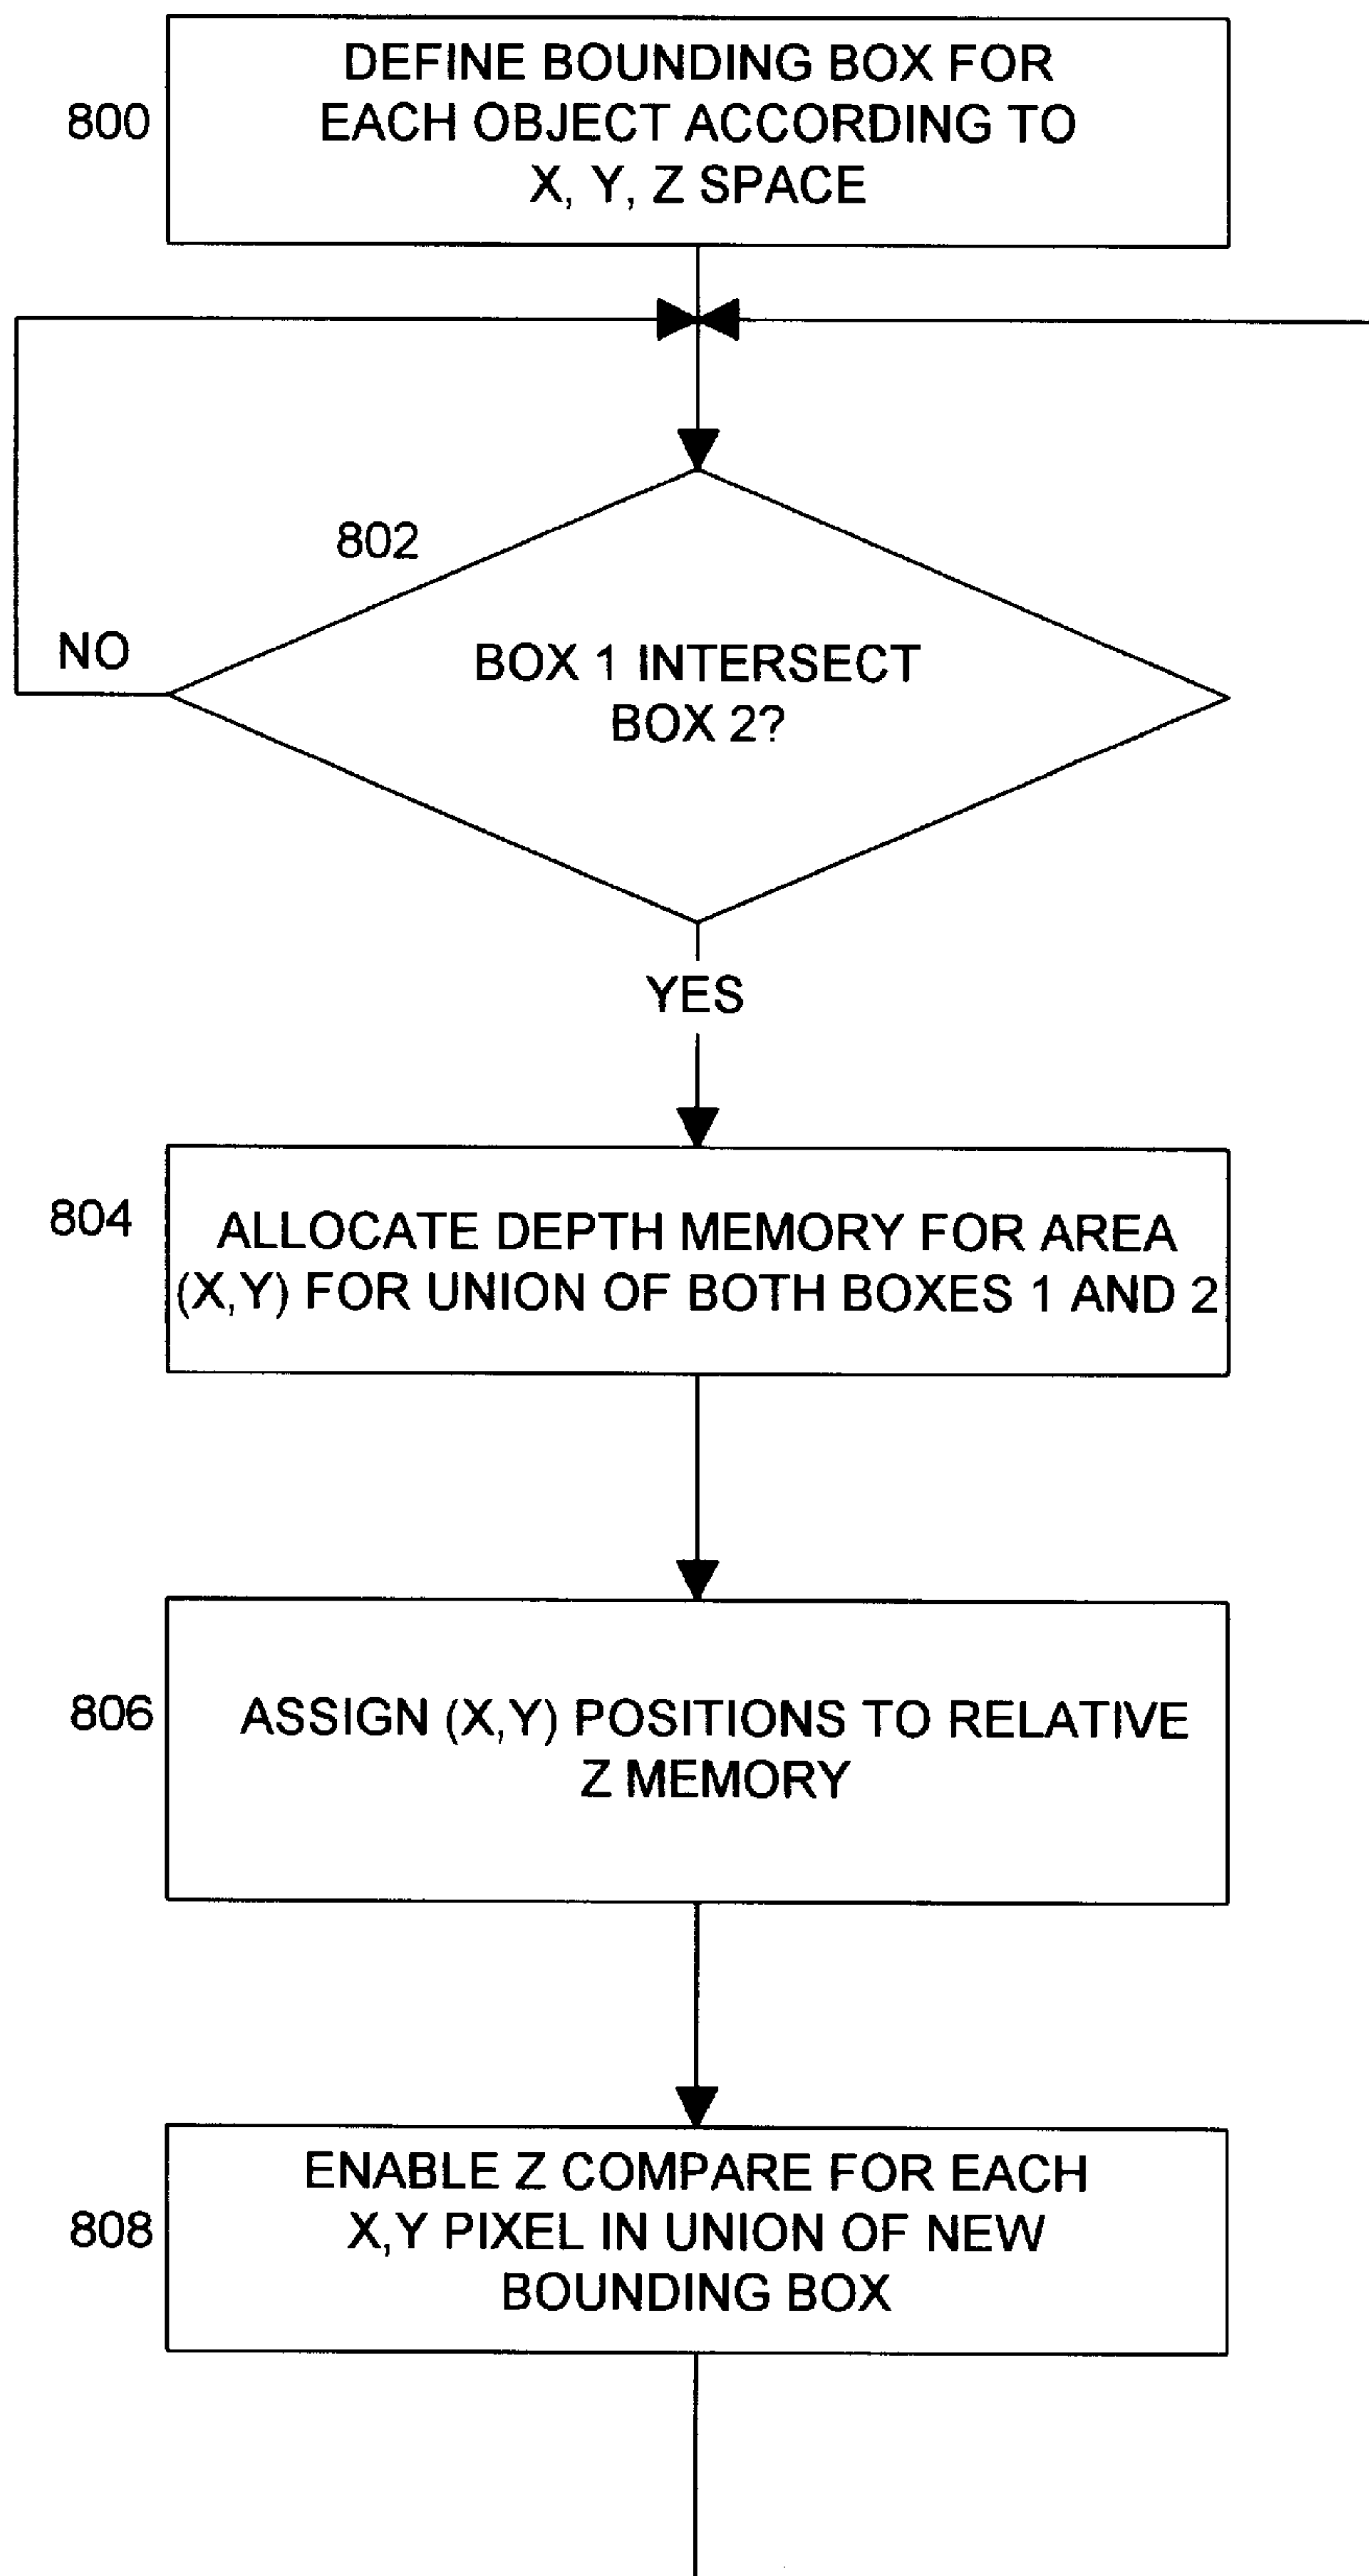 800
DEFINE BOUNDING BOX FOR
EACH OBJECT ACCORDING TO
X, Y, Z SPACE
802
NO
BOX 1 INTERSECT
BOX 2?
YES
804
ALLOCATE DEPTH MEMORY FOR AREA
(X,Y) FOR UNION OF BOTH BOXES 1 AND 2
806
ASSIGN (X,Y) POSITIONS TO RELATIVE
Z MEMORY
808
ENABLE Z COMPARE FOR EACH
X,Y PIXEL IN UNION OF NEW
BOUNDING BOX